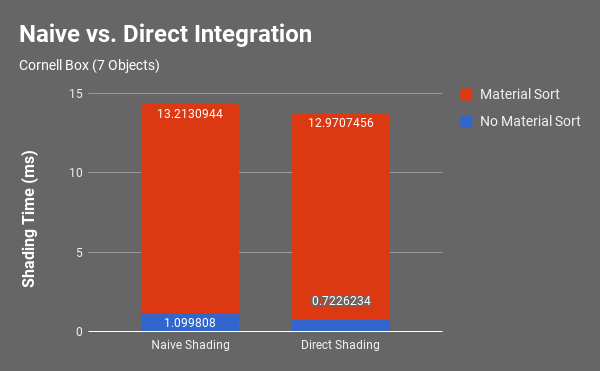 Naive vs. Direct Integration
Cornell Box (7 Objects)
Material Sort
No Material Sort
Shading Time (ms)
15
10
5
0
13.2130944
12.9707456
1.099808
0.7226234
Naive Shading
Direct Shading